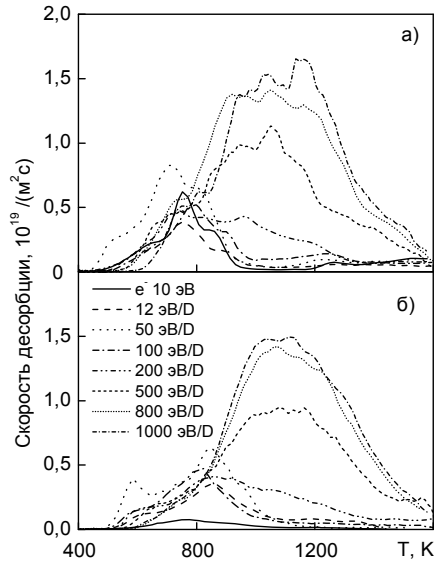 Скорость десорбции, 10¹⁹ /(м²с)
а)
2,0
1,5
1,0
0,5
0
б)
e⁻ 10 эВ
12 эВ/D
50 эВ/D
100 эВ/D
200 эВ/D
500 эВ/D
800 эВ/D
1000 эВ/D
1,5
1,0
0,5
0,0
400 800 1200 T, K